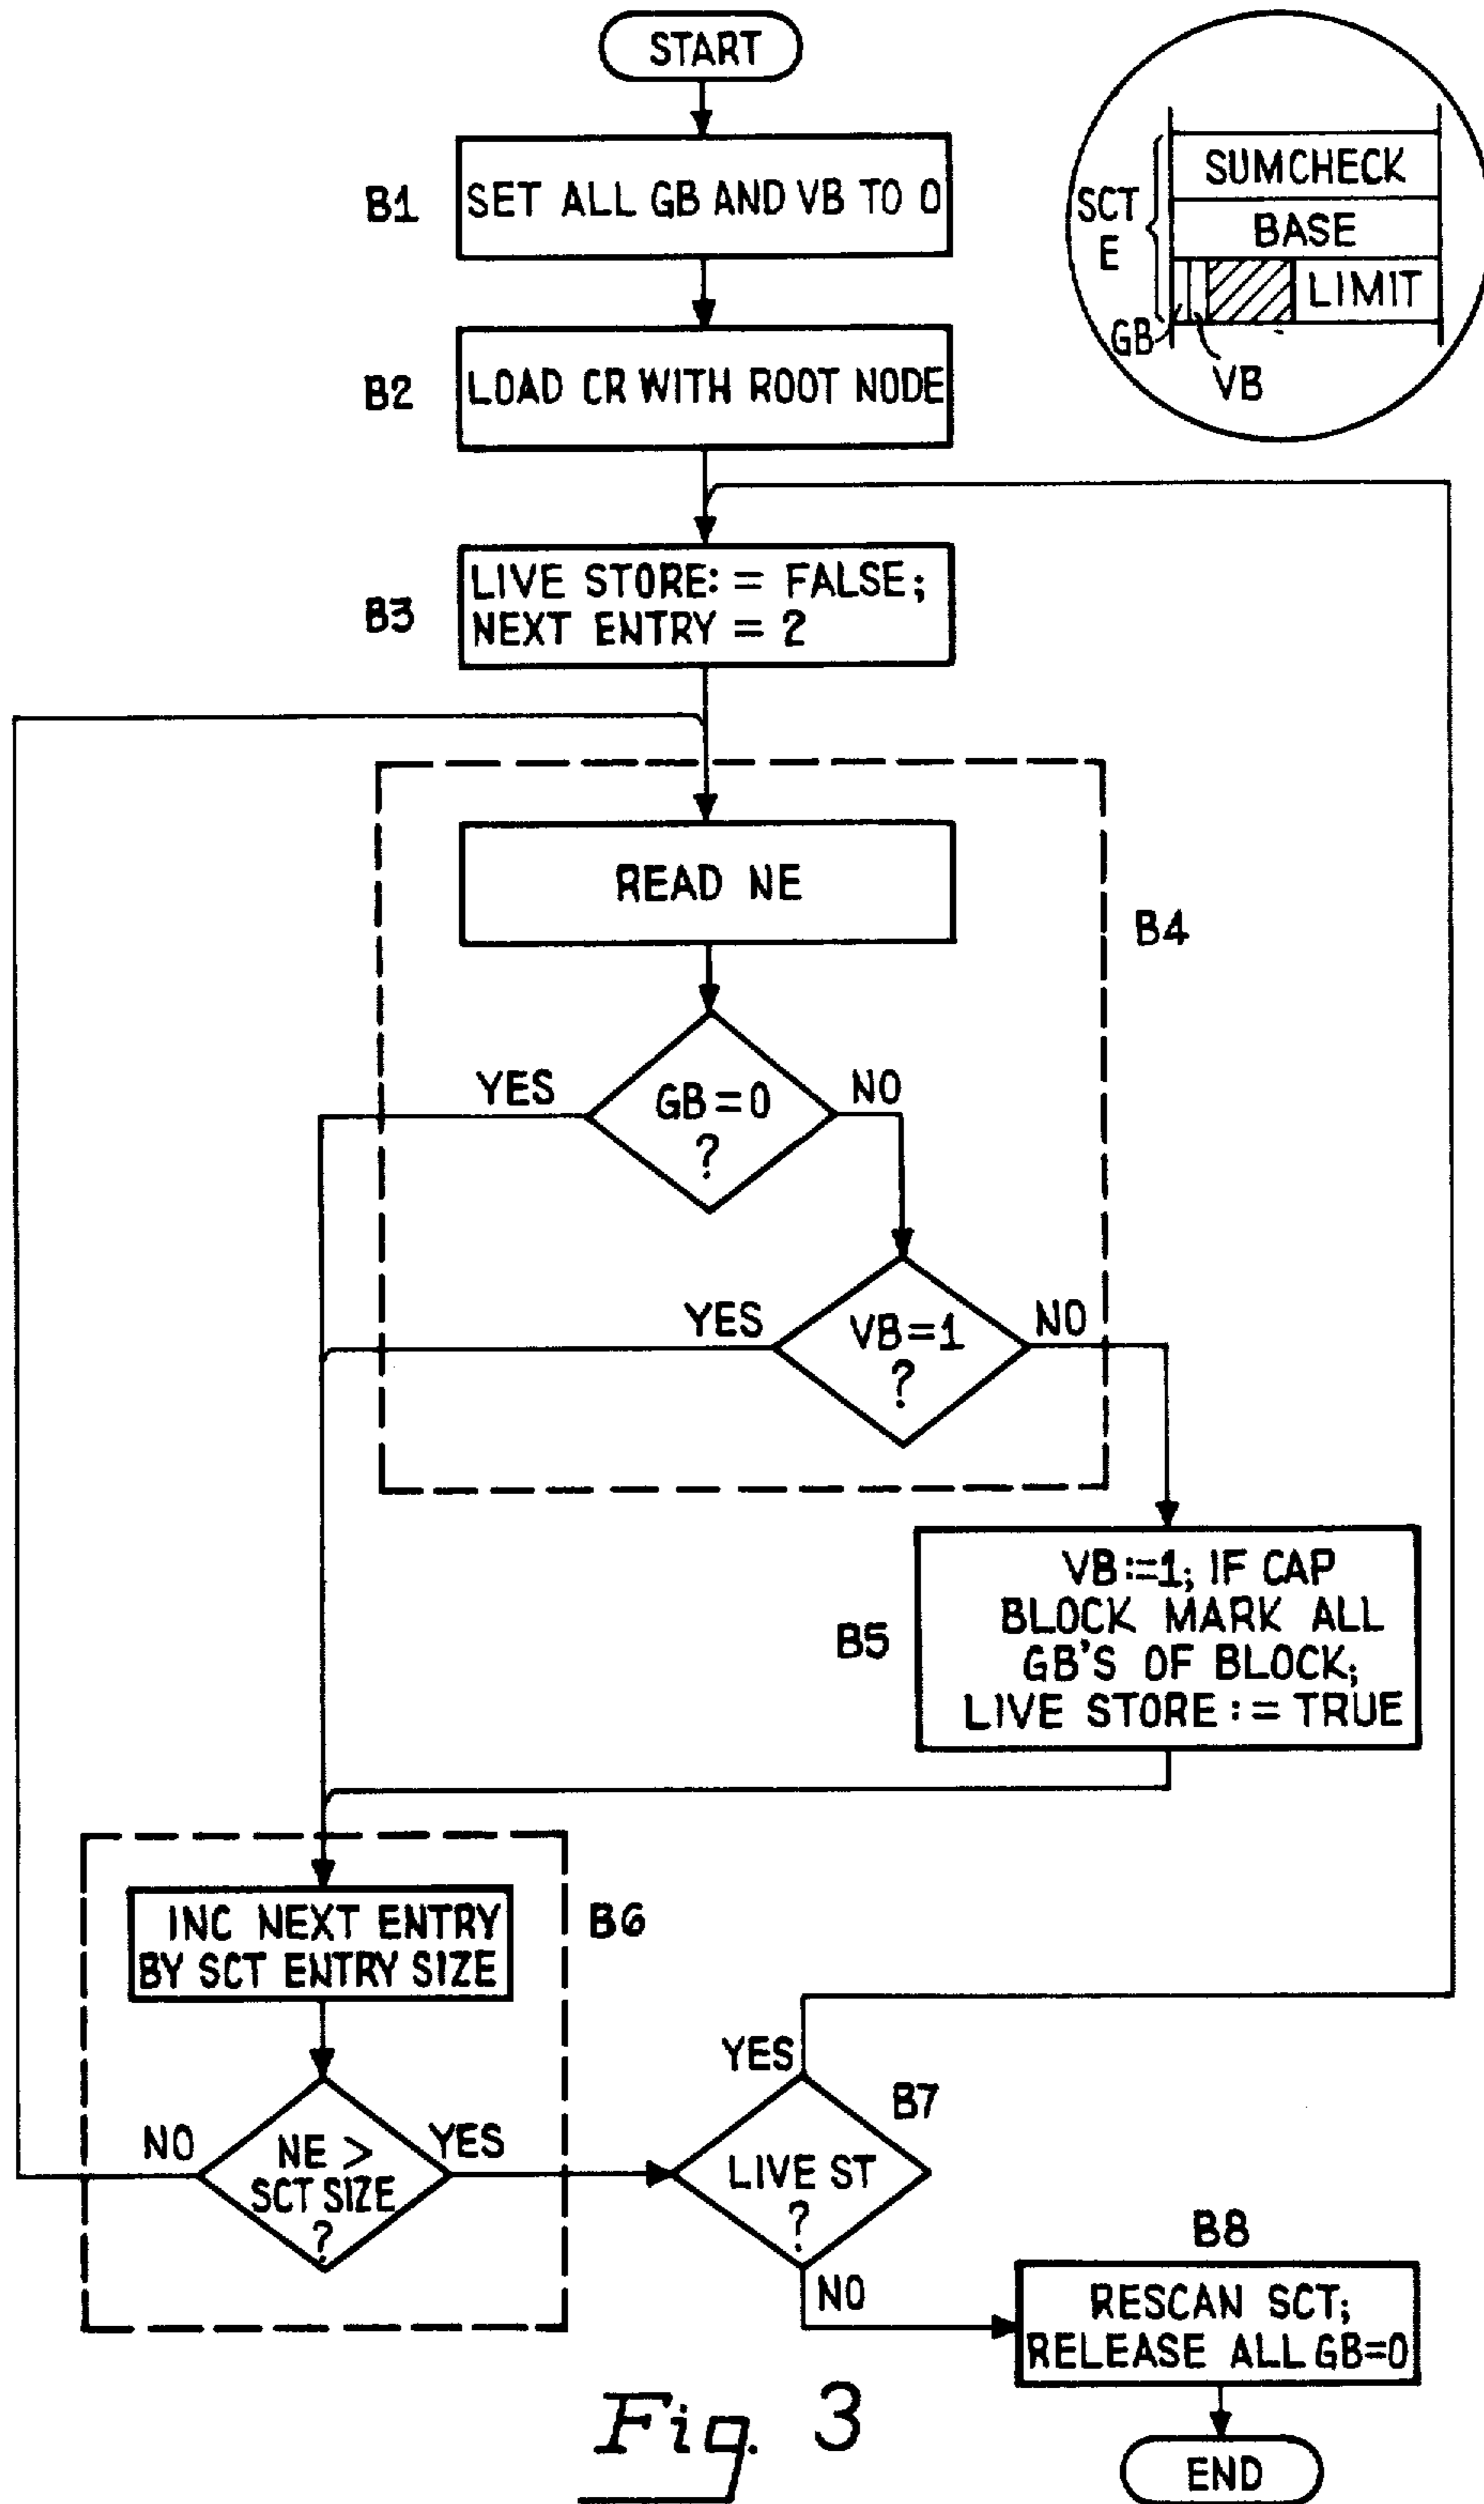 START
B1
SET ALL GB AND VB TO 0
SUMCHECK
SCT
E
BASE
LIMIT
GB
VB
B2
LOAD CR WITH ROOT NODE
B3
LIVE STORE:= FALSE;
NEXT ENTRY = 2
READ NE
B4
YES
GB=0
?
NO
YES
VB=1
?
NO
B5
VB:=1; IF CAP
BLOCK MARK ALL
GB'S OF BLOCK;
LIVE STORE := TRUE
INC NEXT ENTRY
BY SCT ENTRY SIZE
B6
NO
NE >
SCT SIZE
?
YES
YES
B7
LIVE ST
?
NO
B8
RESCAN SCT;
RELEASE ALL GB=0
END
Fig. 3